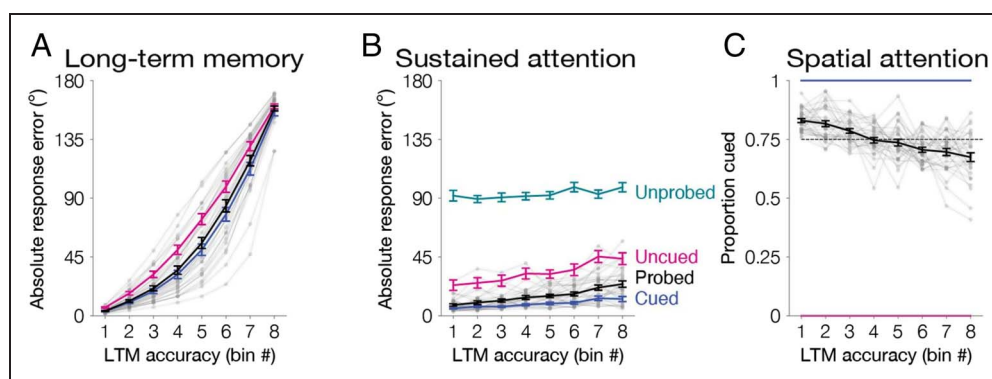 A Long-term memory
Absolute response error (°)
180
135
90
45
0
1 2 3 4 5 6 7 8
LTM accuracy (bin #)
B Sustained attention
Absolute response error (°)
180
135
90
45
0
Unprobed
Uncued
Probed
Cued
1 2 3 4 5 6 7 8
LTM accuracy (bin #)
C Spatial attention
Proportion cued
1
0.75
0.5
0.25
0
1 2 3 4 5 6 7 8
LTM accuracy (bin #)